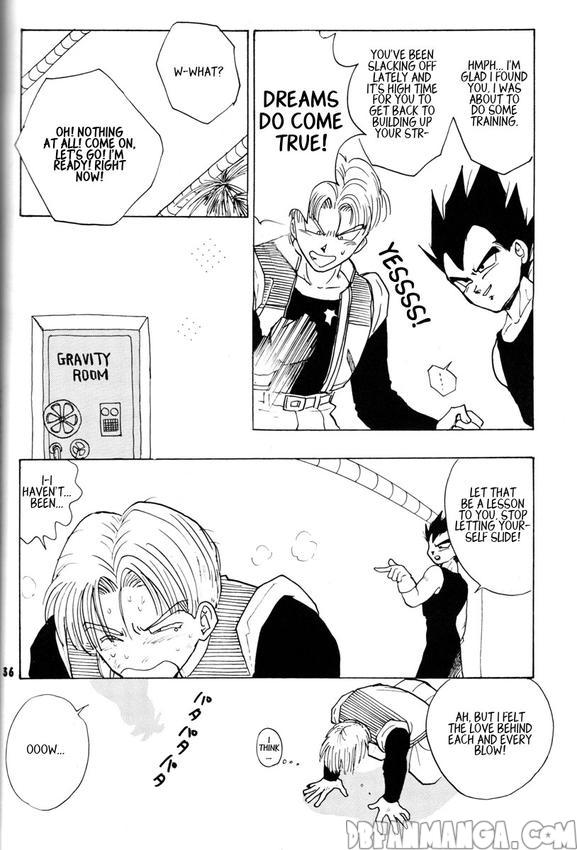 HMPH... I'M
GLAD I FOUND
YOU. I WAS
ABOUT TO
DO SOME
TRAINING.
YOU'VE BEEN
SLACKING OFF
LATELY AND
IT'S HIGH TIME
FOR YOU TO
GET BACK TO
BUILDING UP
YOUR STR-
DREAMS
DO COME
TRUE!
YESSSS!
...
W-WHAT?
OH! NOTHING
AT ALL! COME ON,
LET'S GO! I'M
READY! RIGHT
NOW!
GRAVITY
ROOM
LET THAT
BE A LESSON
TO YOU. STOP
LETTING YOUR-
SELF SLIDE!
I-I
HAVEN'T...
BEEN...
36
AH, BUT I FELT
THE LOVE BEHIND
EACH AND EVERY
BLOW!
I
THINK
...
OOOW...
DBFANMANGA.COM